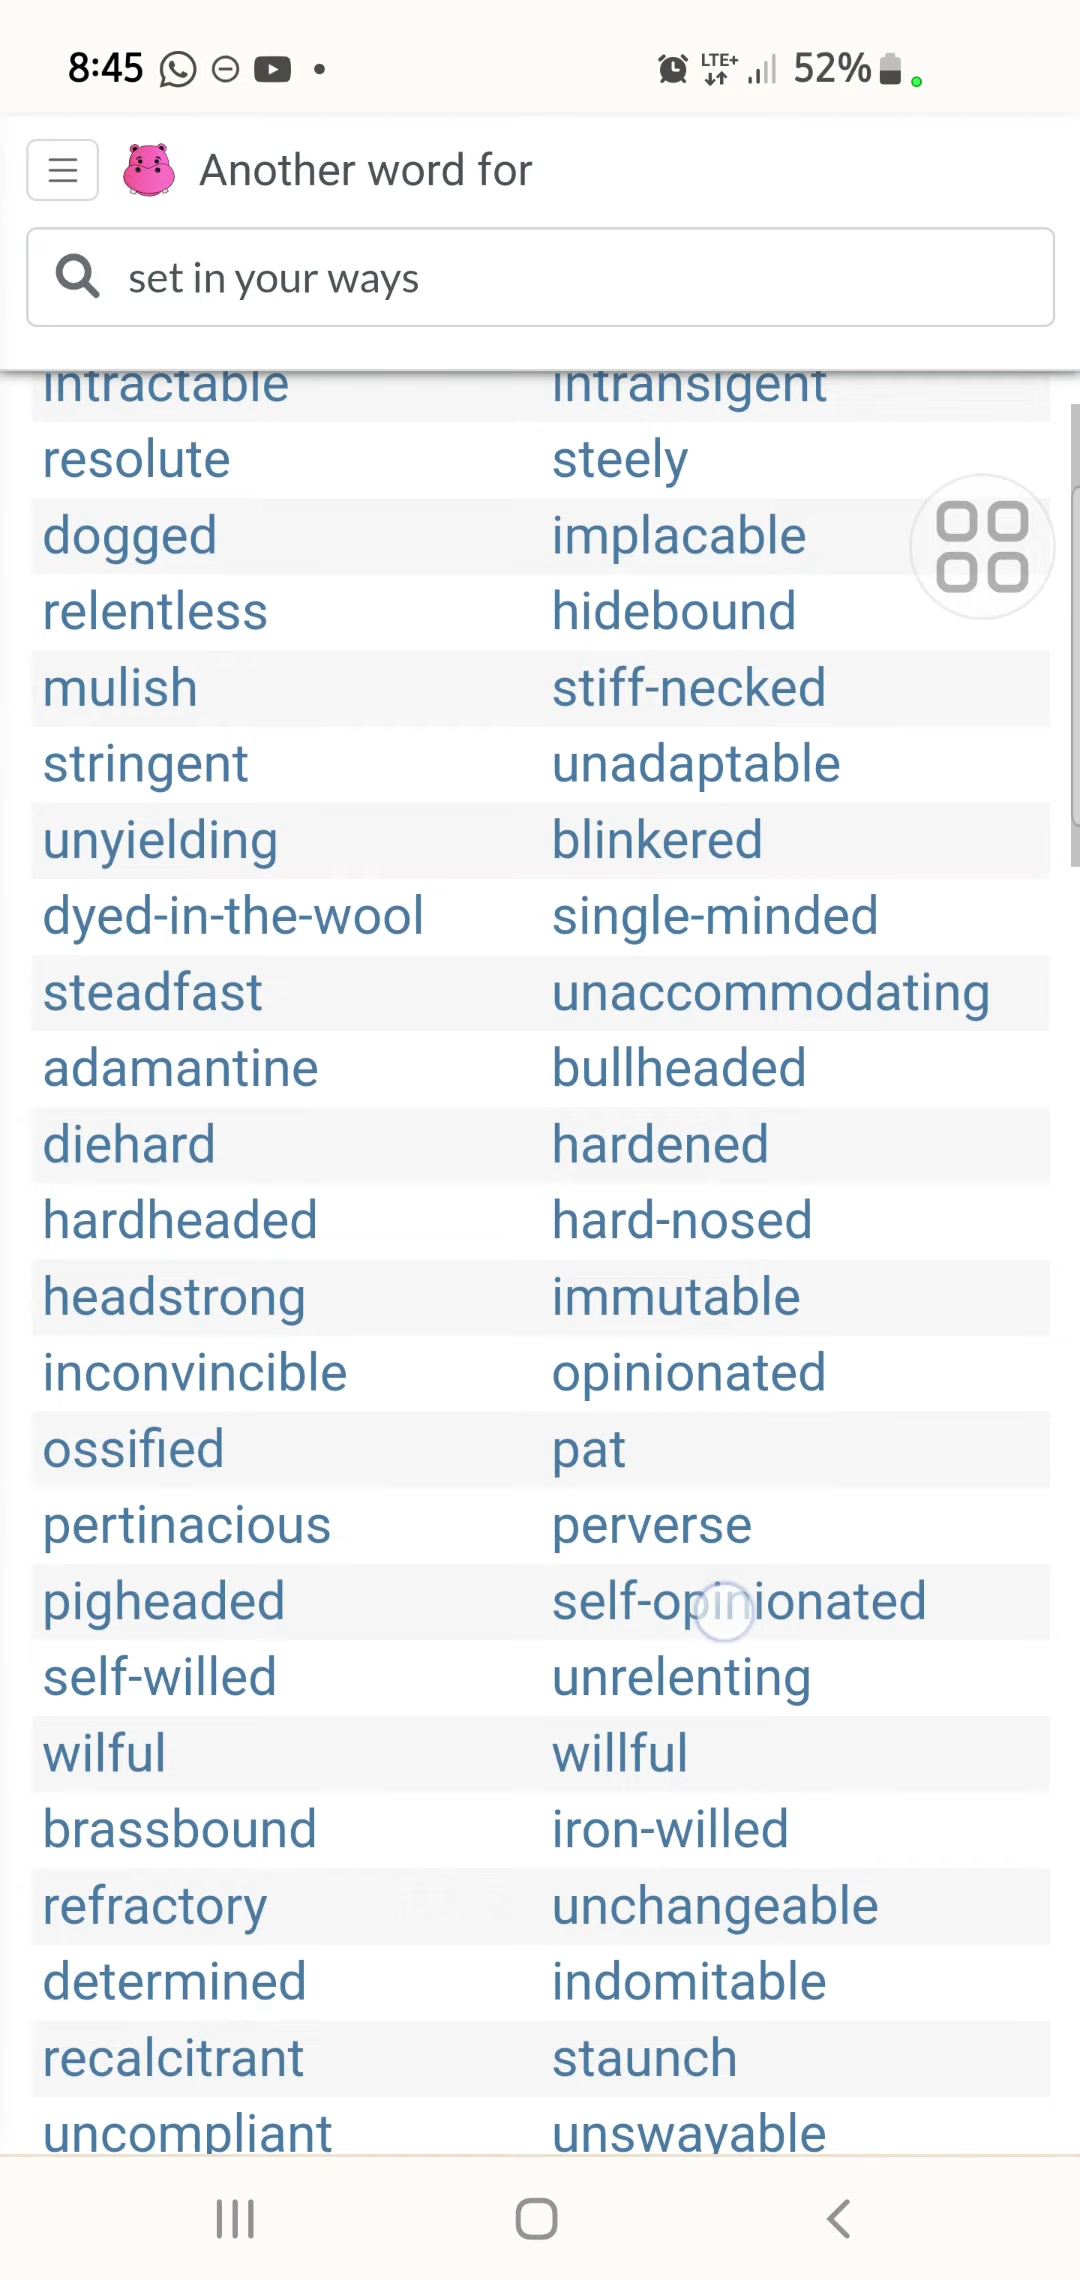 8:45 LTE+ 52%
Another word for
set in your ways
intractable intransigent
resolute steely
dogged implacable
relentless hidebound
mulish stiff-necked
stringent unadaptable
unyielding blinkered
dyed-in-the-wool single-minded
steadfast unaccommodating
adamantine bullheaded
diehard hardened
hardheaded hard-nosed
headstrong immutable
inconvincible opinionated
ossified pat
pertinacious perverse
pigheaded self-opinionated
self-willed unrelenting
wilful willful
brassbound iron-willed
refractory unchangeable
determined indomitable
recalcitrant staunch
uncompliant unswayable